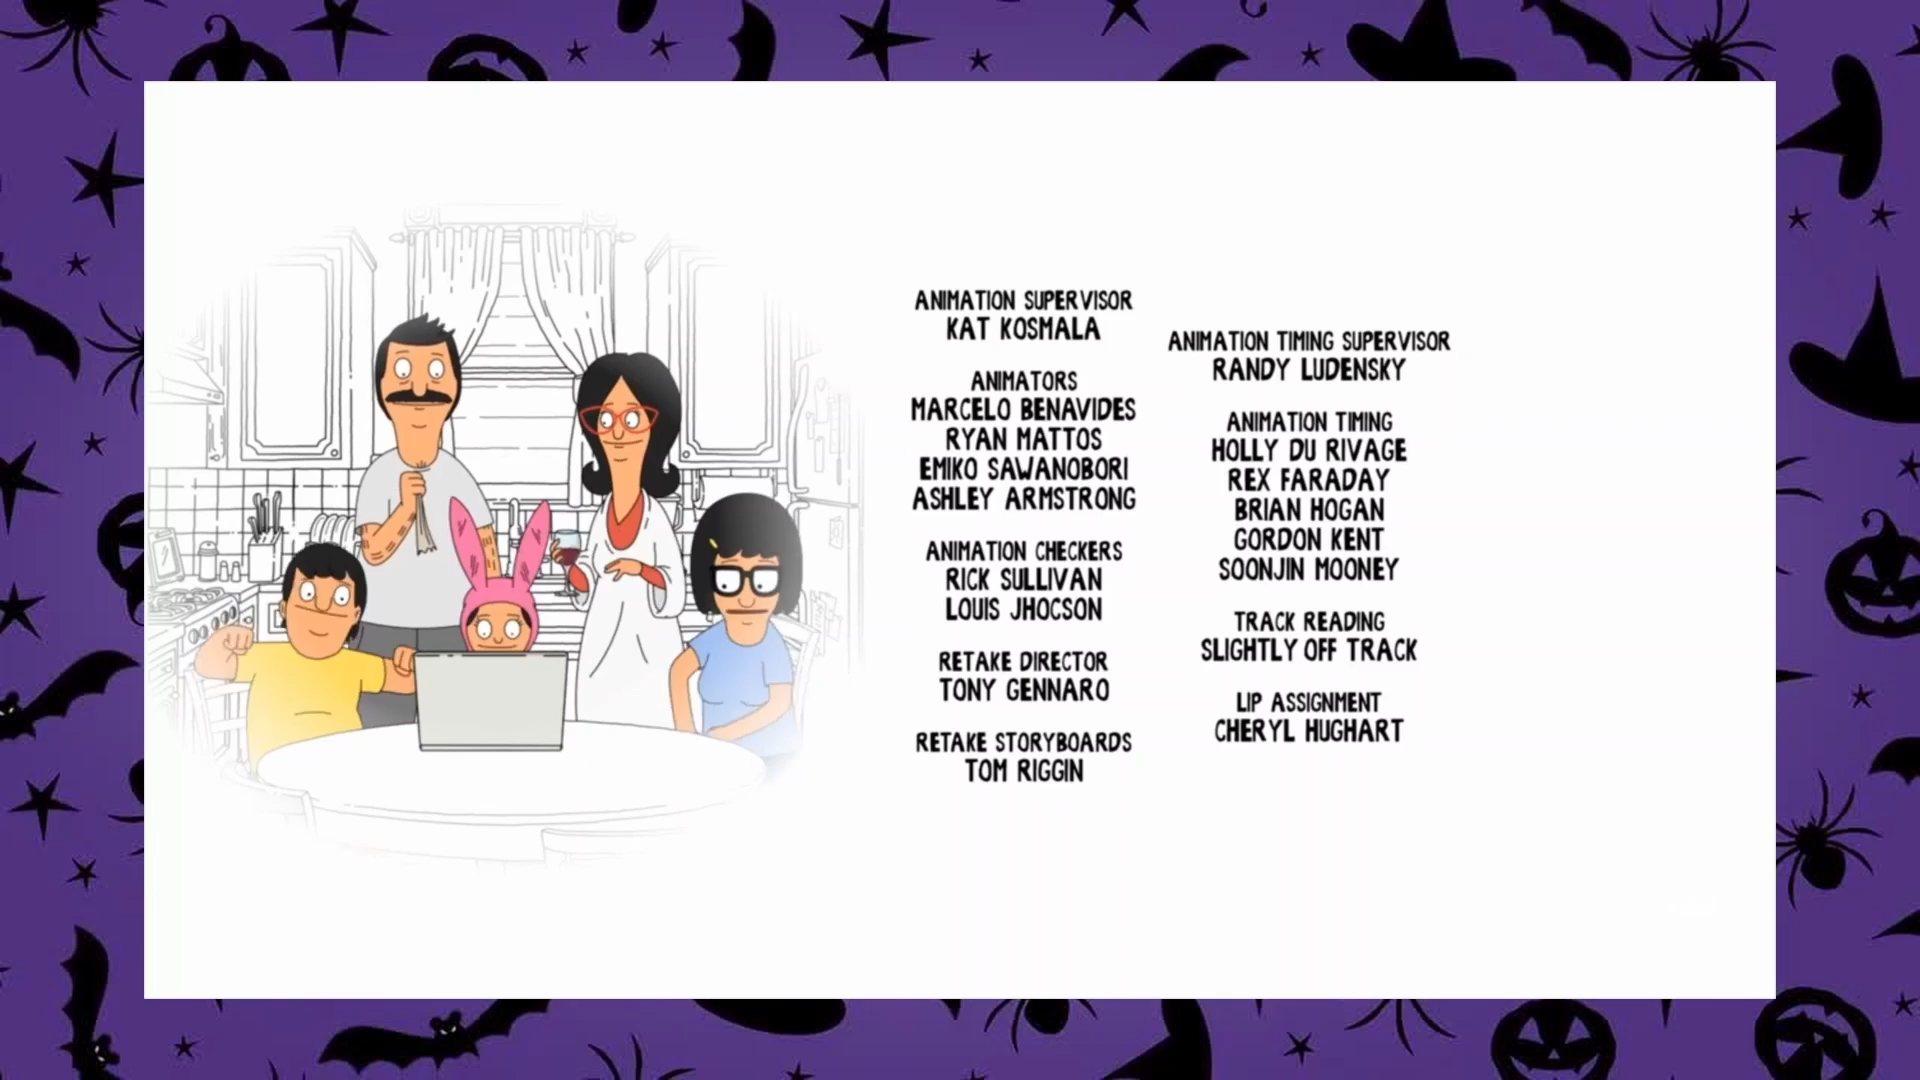 ANIMATION SUPERVISOR
KAT KOSMALA
ANIMATORS
MARCELO BENAVIDES
RYAN MATTOS
EMIKO SAWANOBORI
ASHLEY ARMSTRONG
ANIMATION CHECKERS
RICK SULLIVAN
LOUIS JHOCSON
RETAKE DIRECTOR
TONY GENNARO
RETAKE STORYBOARDS
TOM RIGGIN
ANIMATION TIMING SUPERVISOR
RANDY LUDENSKY
ANIMATION TIMING
HOLLY DU RIVAGE
REX FARADAY
BRIAN HOGAN
GORDON KENT
SOONJIN MOONEY
TRACK READING
SLIGHTLY OFF TRACK
LIP ASSIGNMENT
CHERYL HUGHART